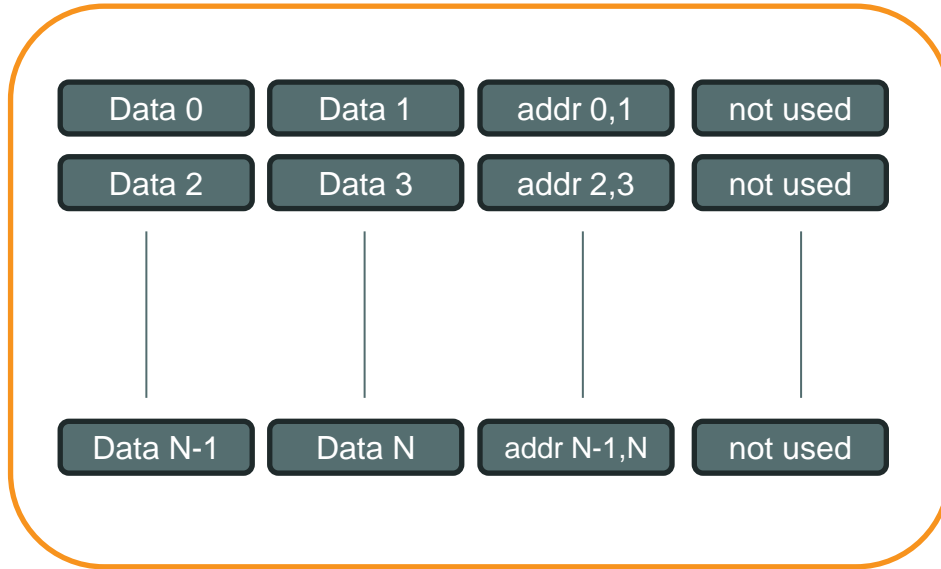 Data 0 Data 1 addr 0,1 not used
Data 2 Data 3 addr 2,3 not used
Data N-1 Data N addr N-1,N not used